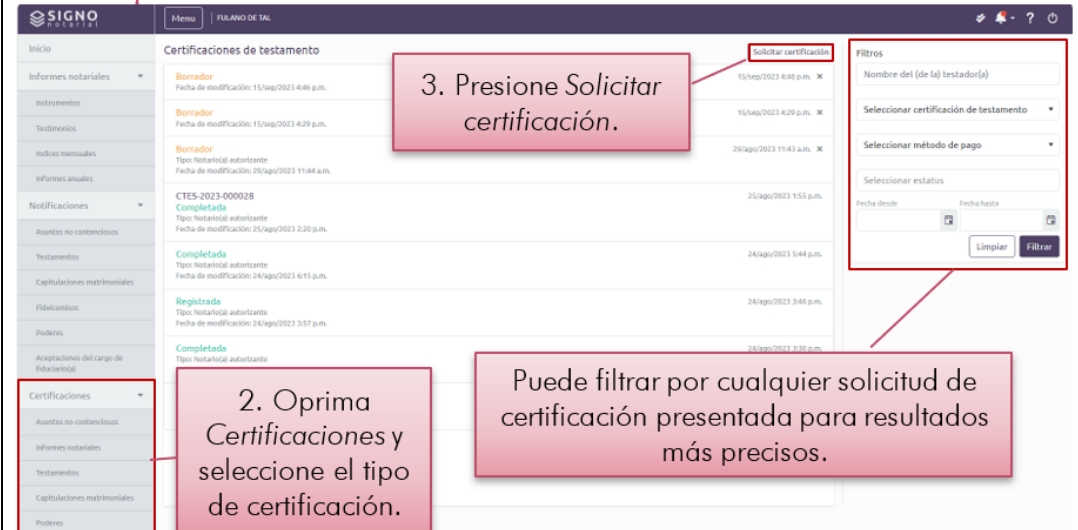 SIGNO
notarial
Menu
FULANO DE TAL
Inicio
Informes notariales
Instrumentos
Testimonios
Indices mensuales
Informes anuales
Notificaciones
Asuntos no contenciosos
Testamentos
Capitulaciones matrimoniales
Fideicomisos
Poderes
Aceptaciones del cargo de
fiduciario(a)
Certificaciones
Asuntos no contenciosos
Informes notariales
Testamentos
Capitulaciones matrimoniales
Poderes
Certificaciones de testamento
Solicitar certificación
Borrador
15/sep/2023 4:46 p.m.
Fecha de modificación: 15/sep/2023 4:46 p.m.
Borrador
15/sep/2023 4:29 p.m.
Fecha de modificación: 15/sep/2023 4:29 p.m.
Borrador
29/ago/2023 11:43 a.m.
Tipo: Notario(a) autorizante
Fecha de modificación: 29/ago/2023 11:44 a.m.
CTES-2023-000028
25/ago/2023 1:55 p.m.
Completada
Tipo: Notario(a) autorizante
Fecha de modificación: 25/ago/2023 2:20 p.m.
Completada
24/ago/2023 5:44 p.m.
Tipo: Notario(a) autorizante
Fecha de modificación: 24/ago/2023 6:15 p.m.
Registrada
24/ago/2023 3:46 p.m.
Tipo: Notario(a) autorizante
Fecha de modificación: 24/ago/2023 3:57 p.m.
Completada
24/ago/2023 3:30 p.m.
Tipo: Notario(a) autorizante
Filtros
Nombre del (de la) testador(a)
Seleccionar certificación de testamento
Seleccionar método de pago
Seleccionar estatus
Fecha desde
Fecha hasta
Limpiar
Filtrar
3. Presione Solicitar
certificación.
2. Oprima
Certificaciones y
seleccione el tipo
de certificación.
Puede filtrar por cualquier solicitud de
certificación presentada para resultados
más precisos.